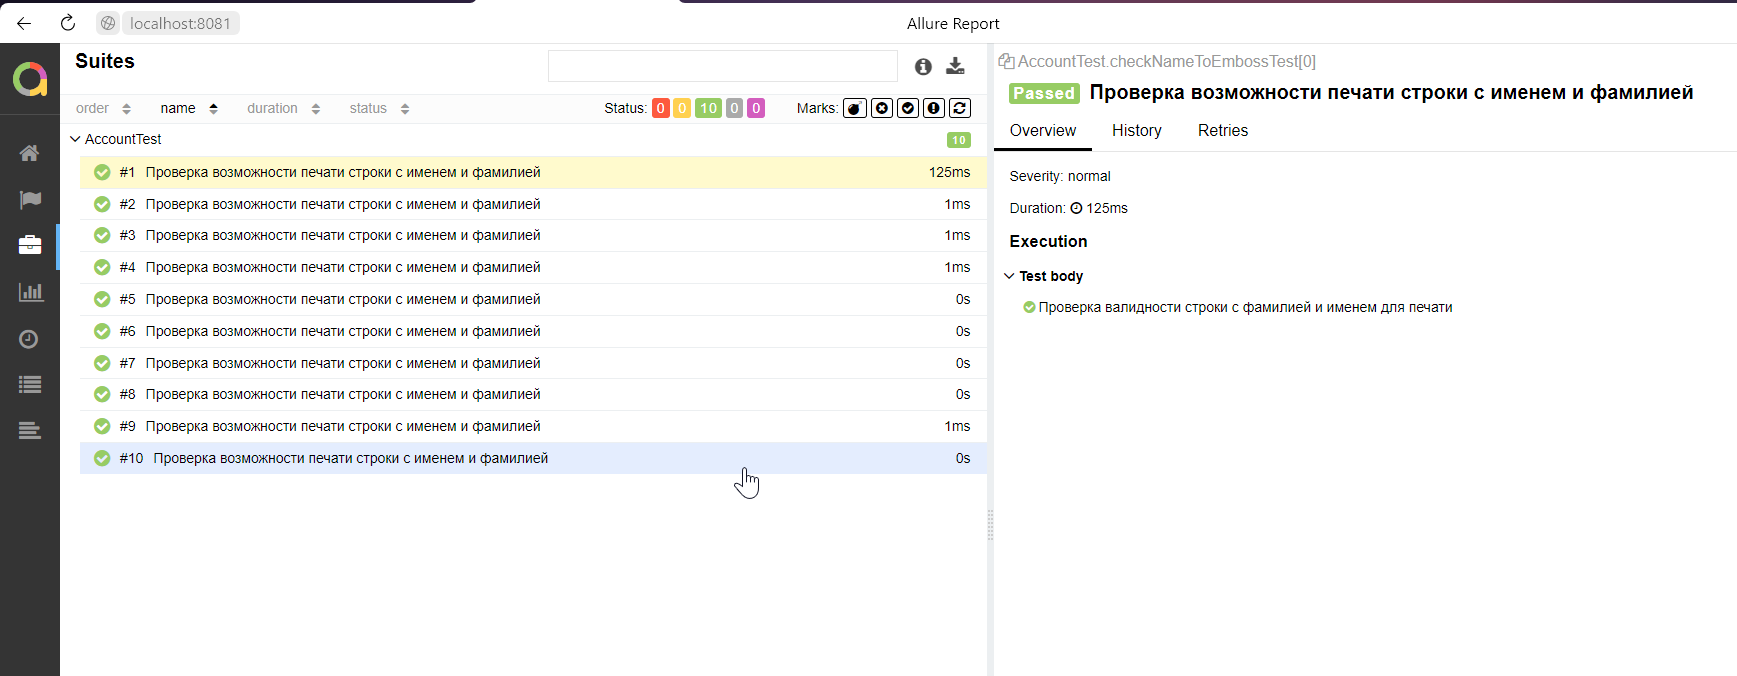 localhost:8081
Allure Report
Suites
order name duration status
Status: 0 0 10 0 0 Marks:
AccountTest 10
#1 Проверка возможности печати строки с именем и фамилией 125ms
#2 Проверка возможности печати строки с именем и фамилией 1ms
#3 Проверка возможности печати строки с именем и фамилией 1ms
#4 Проверка возможности печати строки с именем и фамилией 1ms
#5 Проверка возможности печати строки с именем и фамилией 0s
#6 Проверка возможности печати строки с именем и фамилией 0s
#7 Проверка возможности печати строки с именем и фамилией 0s
#8 Проверка возможности печати строки с именем и фамилией 0s
#9 Проверка возможности печати строки с именем и фамилией 1ms
#10 Проверка возможности печати строки с именем и фамилией 0s
AccountTest.checkNameToEmbossTest[0]
Passed Проверка возможности печати строки с именем и фамилией
Overview History Retries
Severity: normal
Duration: 125ms
Execution
Test body
Проверка валидности строки с фамилией и именем для печати